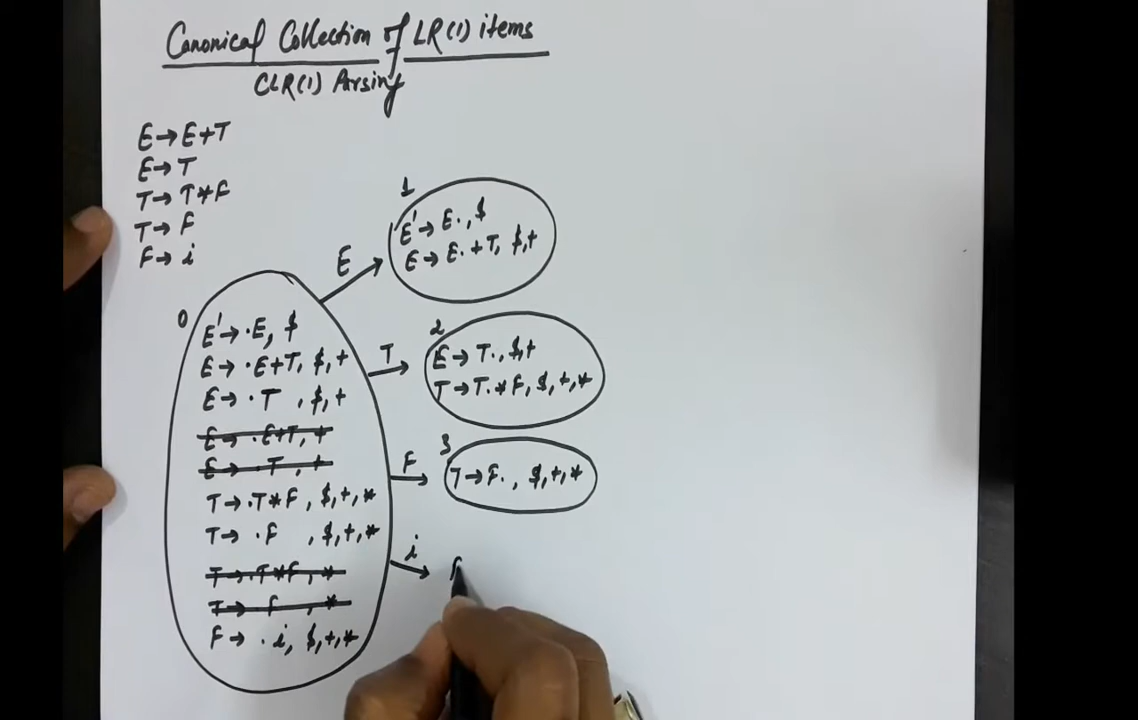 Canonical Collection of LR(1) items
CLR(1) Parsing
E → E+T
E → T
T → T*F
T → F
F → i
0
E' → ·E, $
E → ·E+T, $,+
E → ·T , $,+
E → ·E+T, +
E → ·T , +
T → ·T*F , $,+,*
T → ·F , $,+,*
T → ·T*F , *
T → F , *
F → ·i, $,+,*
E
1
E' → E· , $
E → E·+T, $,+
T
2
E → T· , $,+
T → T·*F, $,+,*
F
3
T → F· , $,+,*
i